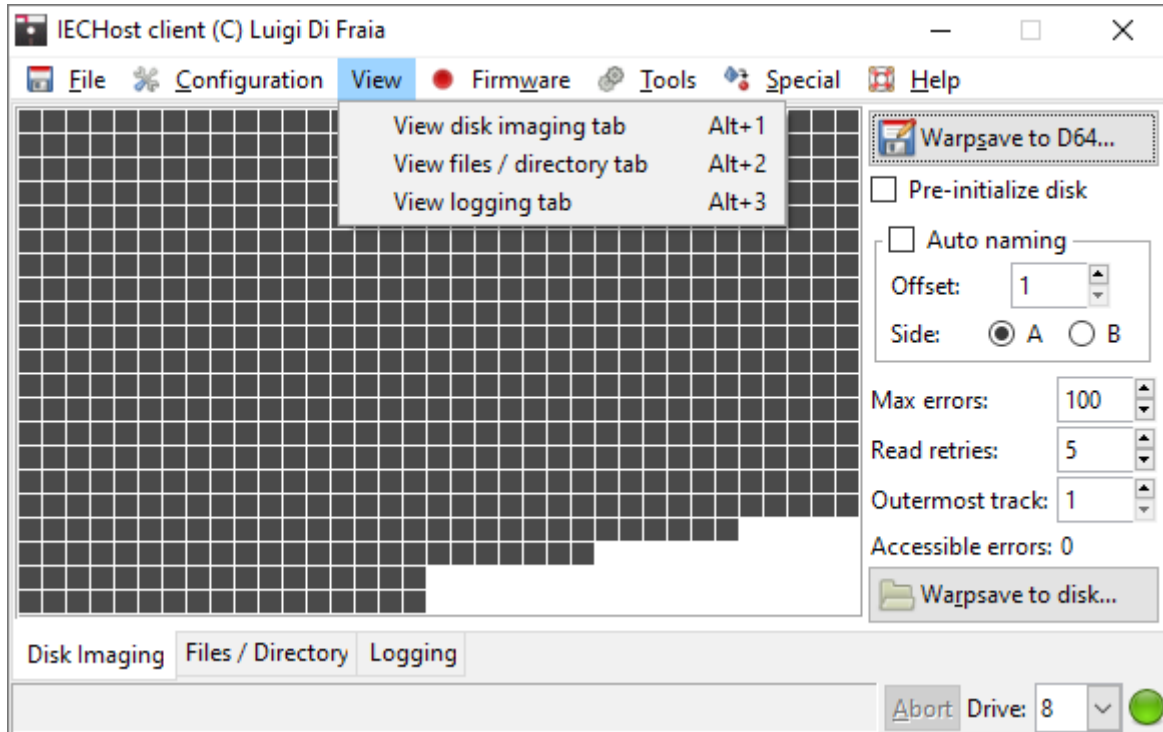 IECHost client (C) Luigi Di Fraia
File Configuration View Firmware Tools Special Help
View disk imaging tab Alt+1
View files / directory tab Alt+2
View logging tab Alt+3
Warpsave to D64...
Pre-initialize disk
Auto naming
Offset: 1
Side: A B
Max errors: 100
Read retries: 5
Outermost track: 1
Accessible errors: 0
Warpsave to disk...
Disk Imaging Files / Directory Logging
Abort Drive: 8